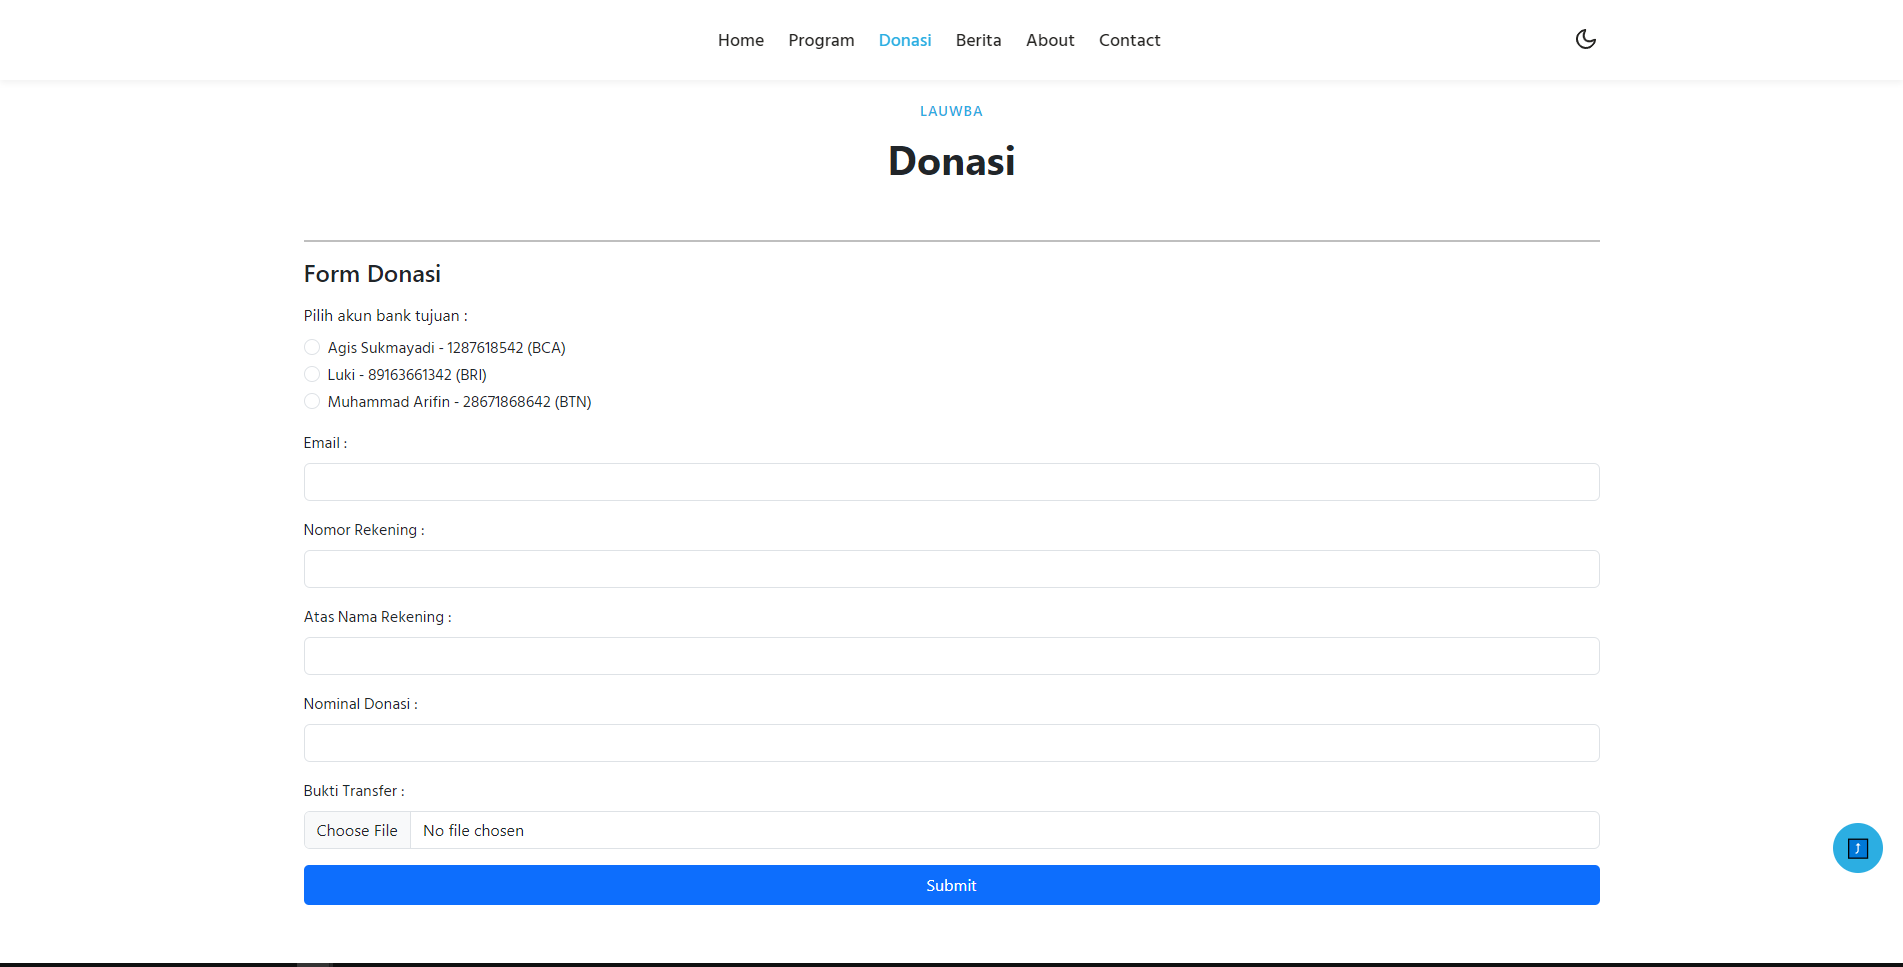 Home Program Donasi Berita About Contact
LAUWBA
Donasi
Form Donasi
Pilih akun bank tujuan :
Agis Sukmayadi - 1287618542 (BCA)
Luki - 89163661342 (BRI)
Muhammad Arifin - 28671868642 (BTN)
Email :
Nomor Rekening :
Atas Nama Rekening :
Nominal Donasi :
Bukti Transfer :
Choose File No file chosen
Submit